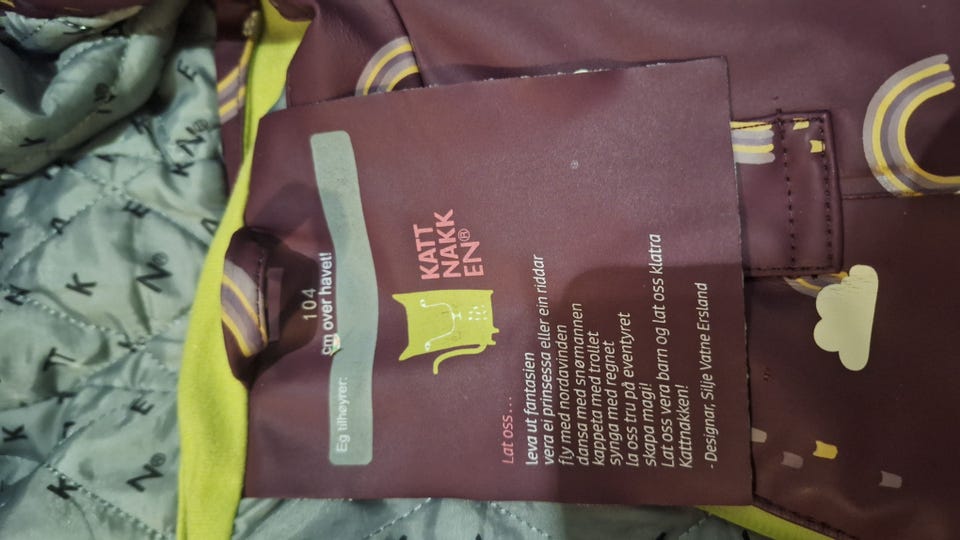 104
cm over havet!
Eg tilhøyrer:
KATT
NAKK
EN®
Lat oss...
leva ut fantasien
vera ei prinsessa eller ein riddar
fly med nordavinden
dansa med snømannen
kappeta med trollet
synga med regnet
la oss tru på eventyret
skapa magi!
Lat oss vera barn og lat oss klatra
Kattnakken!
- Designar, Silje Vatne Ersland